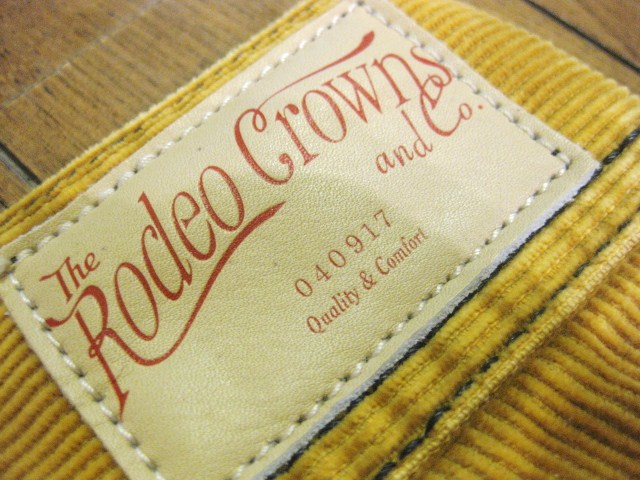 The
Rodeo Crowns
and Co.
040917
Quality & Comfort